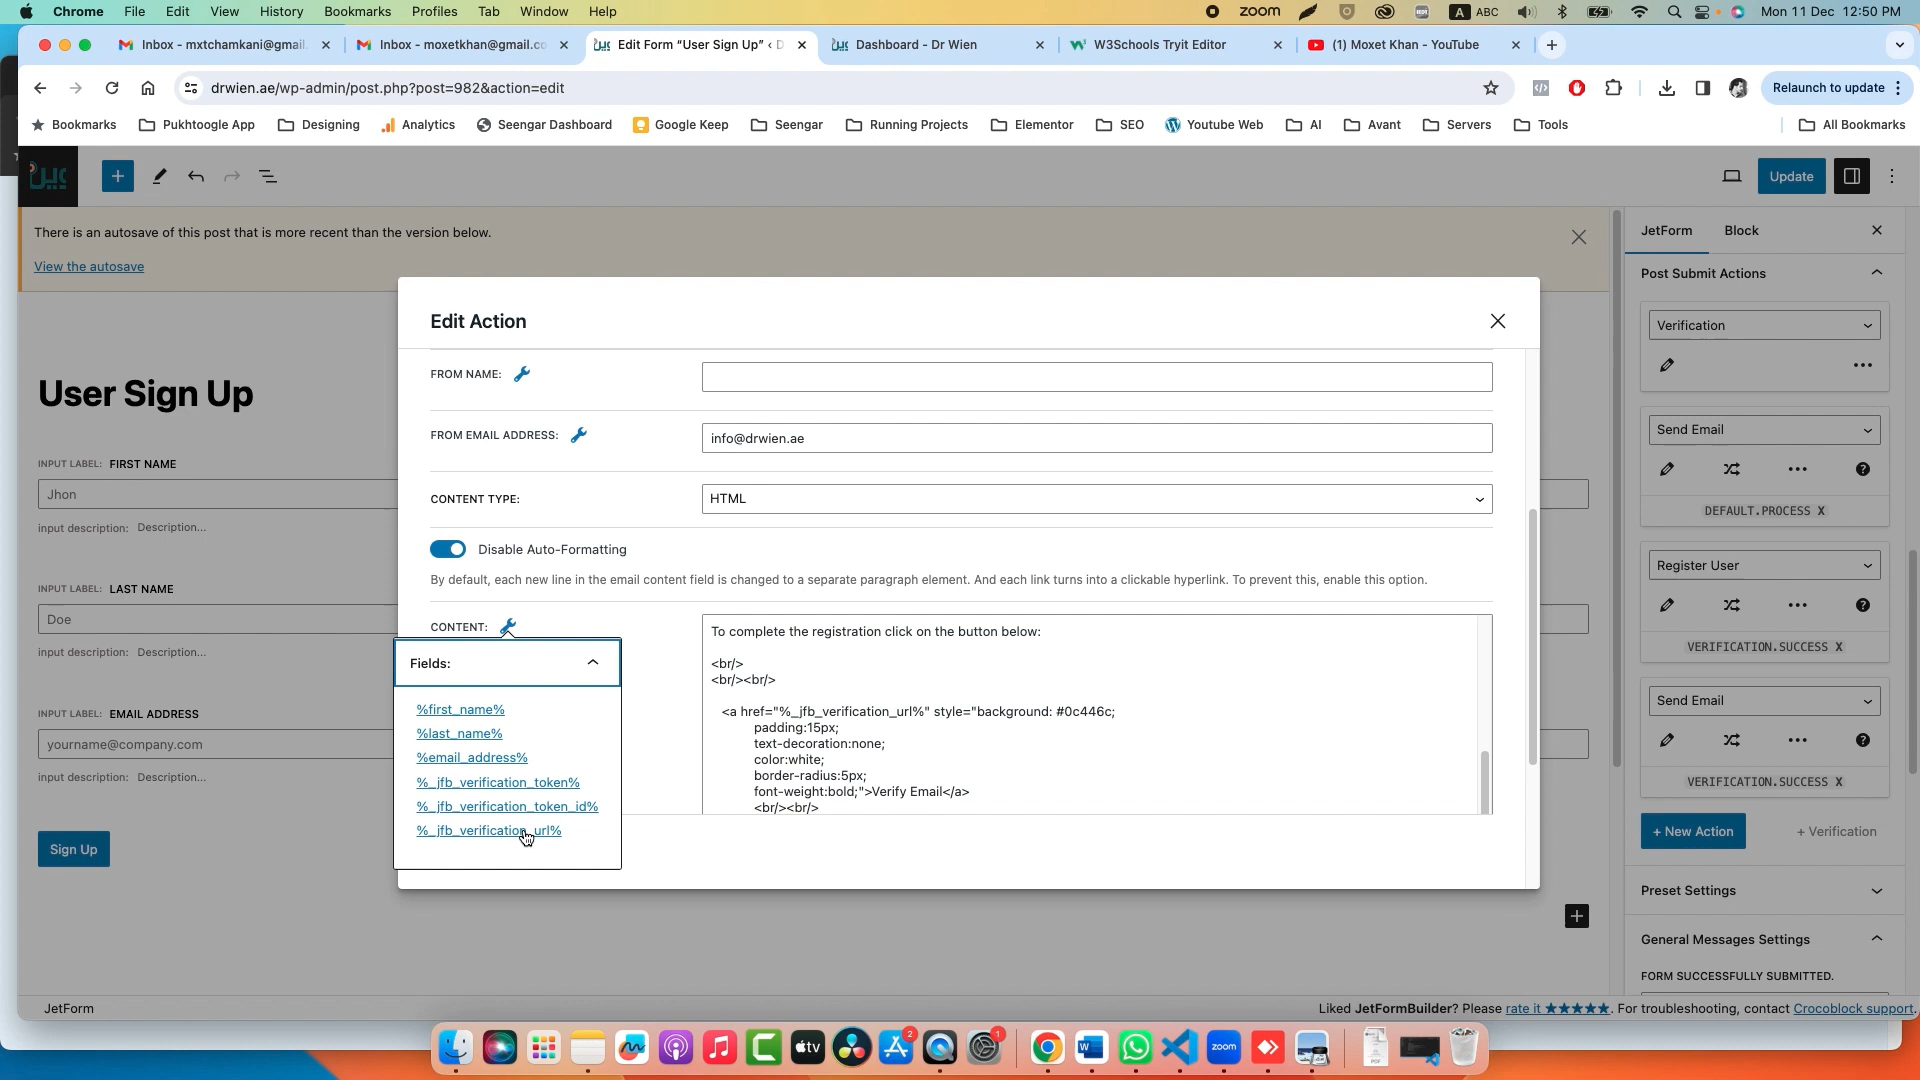 Chrome File Edit View History Bookmarks Profiles Tab Window Help
zoom A ABC Mon 11 Dec 12:50 PM
Inbox - mxtchamkani@gmail.
Inbox - moxetkhan@gmail.co
Edit Form “User Sign Up” ‹ D
Dashboard - Dr Wien
W3Schools Tryit Editor
(1) Moxet Khan - YouTube
drwien.ae/wp-admin/post.php?post=982&action=edit
Relaunch to update
Bookmarks
Pukhtoogle App
Designing
Analytics
Seengar Dashboard
Google Keep
Seengar
Running Projects
Elementor
SEO
Youtube Web
AI
Avant
Servers
Tools
All Bookmarks
Update
There is an autosave of this post that is more recent than the version below.
View the autosave
JetForm
Block
Post Submit Actions
Verification
Send Email
DEFAULT.PROCESS X
Register User
VERIFICATION.SUCCESS X
Send Email
VERIFICATION.SUCCESS X
+ New Action
+ Verification
Preset Settings
General Messages Settings
FORM SUCCESSFULLY SUBMITTED.
User Sign Up
INPUT LABEL: FIRST NAME
Jhon
input description: Description...
INPUT LABEL: LAST NAME
Doe
input description: Description...
INPUT LABEL: EMAIL ADDRESS
yourname@company.com
input description: Description...
Sign Up
Edit Action
FROM NAME:
FROM EMAIL ADDRESS:
info@drwien.ae
CONTENT TYPE:
HTML
Disable Auto-Formatting
By default, each new line in the email content field is changed to a separate paragraph element. And each link turns into a clickable hyperlink. To prevent this, enable this option.
CONTENT:
To complete the registration click on the button below:
<br/>
<br/><br/>
<a href="%_jfb_verification_url%" style="background: #0c446c;
padding:15px;
text-decoration:none;
color:white;
border-radius:5px;
font-weight:bold;">Verify Email</a>
<br/><br/>
Fields:
%first_name%
%last_name%
%email_address%
%_jfb_verification_token%
%_jfb_verification_token_id%
%_jfb_verification_url%
JetForm
Liked JetFormBuilder? Please rate it ★★★★★. For troubleshooting, contact Crocoblock support.
tv
2
1
zoom